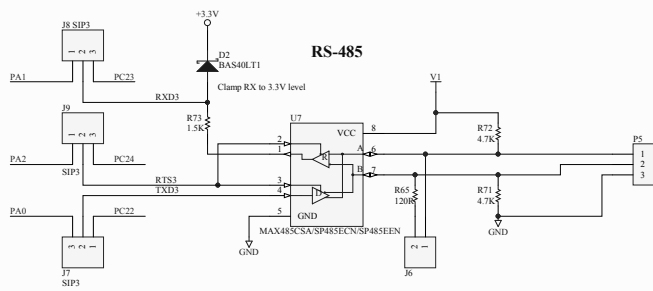 RS-485
J8 SIP3
1 2 3
PA1
PC23
RXD3
+3.3V
D2
BAS40LT1
Clamp RX to 3.3V level
R73
1.5K
J9
1 2 3
PA2
PC24
SIP3
RTS3
TXD3
PA0
PC22
3 2 1
J7
SIP3
U7
VCC
8
2
1
3
4
5
R
D
GND
A
6
B
7
MAX485CSA/SP485ECN/SP485EEN
GND
V1
R72
4.7K
R65
120R
R71
4.7K
GND
2 1
J6
P5
1
2
3